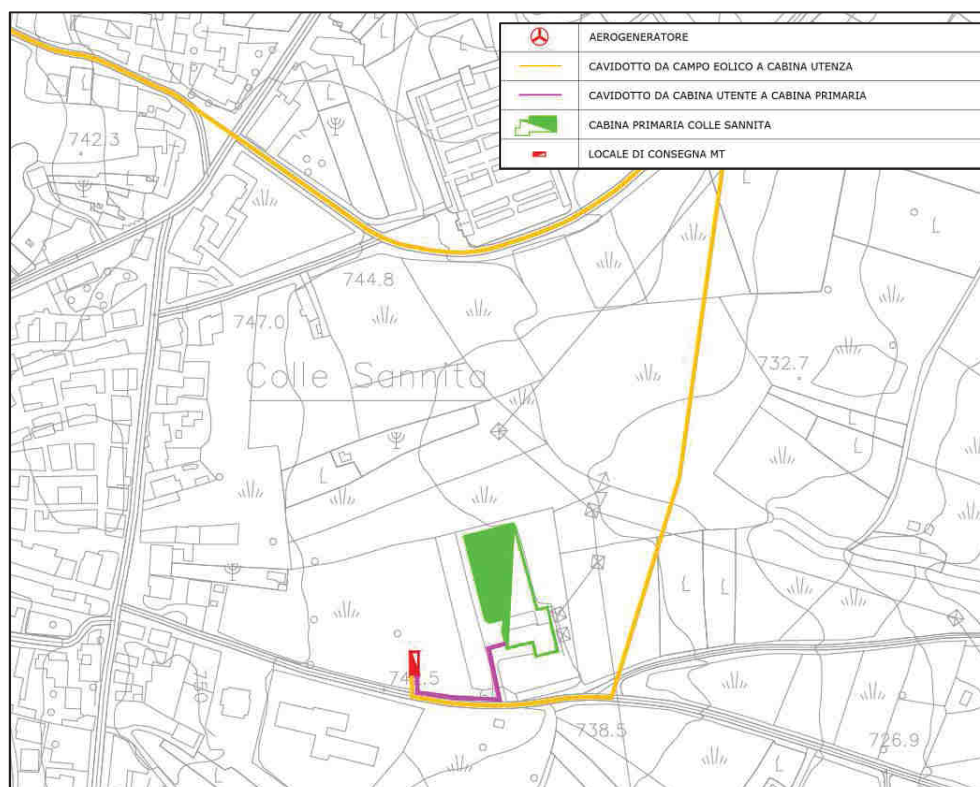 AEROGENERATORE
CAVIDOTTO DA CAMPO EOLICO A CABINA UTENZA
CAVIDOTTO DA CABINA UTENTE A CABINA PRIMARIA
CABINA PRIMARIA COLLE SANNITA
LOCALE DI CONSEGNA MT
742.3
744.8
747.0
Colle Sannita
732.7
738.5
726.9